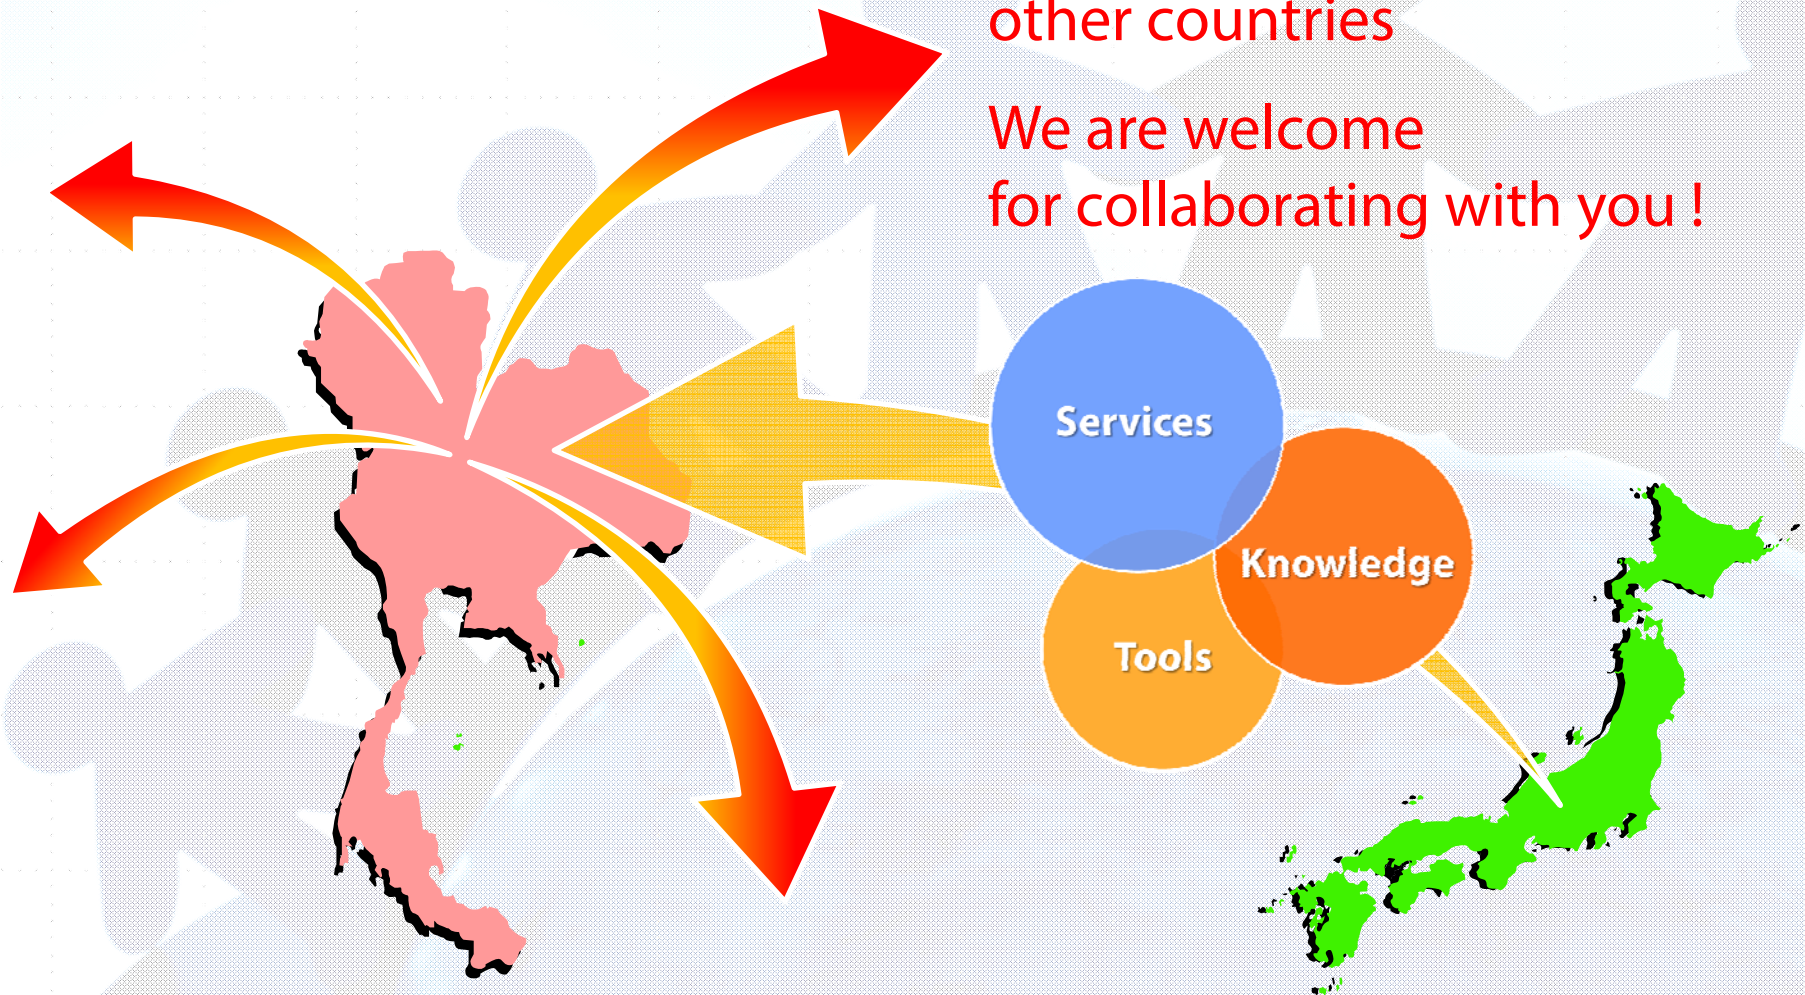 other countries
We are welcome
for collaborating with you !
Services
Knowledge
Tools